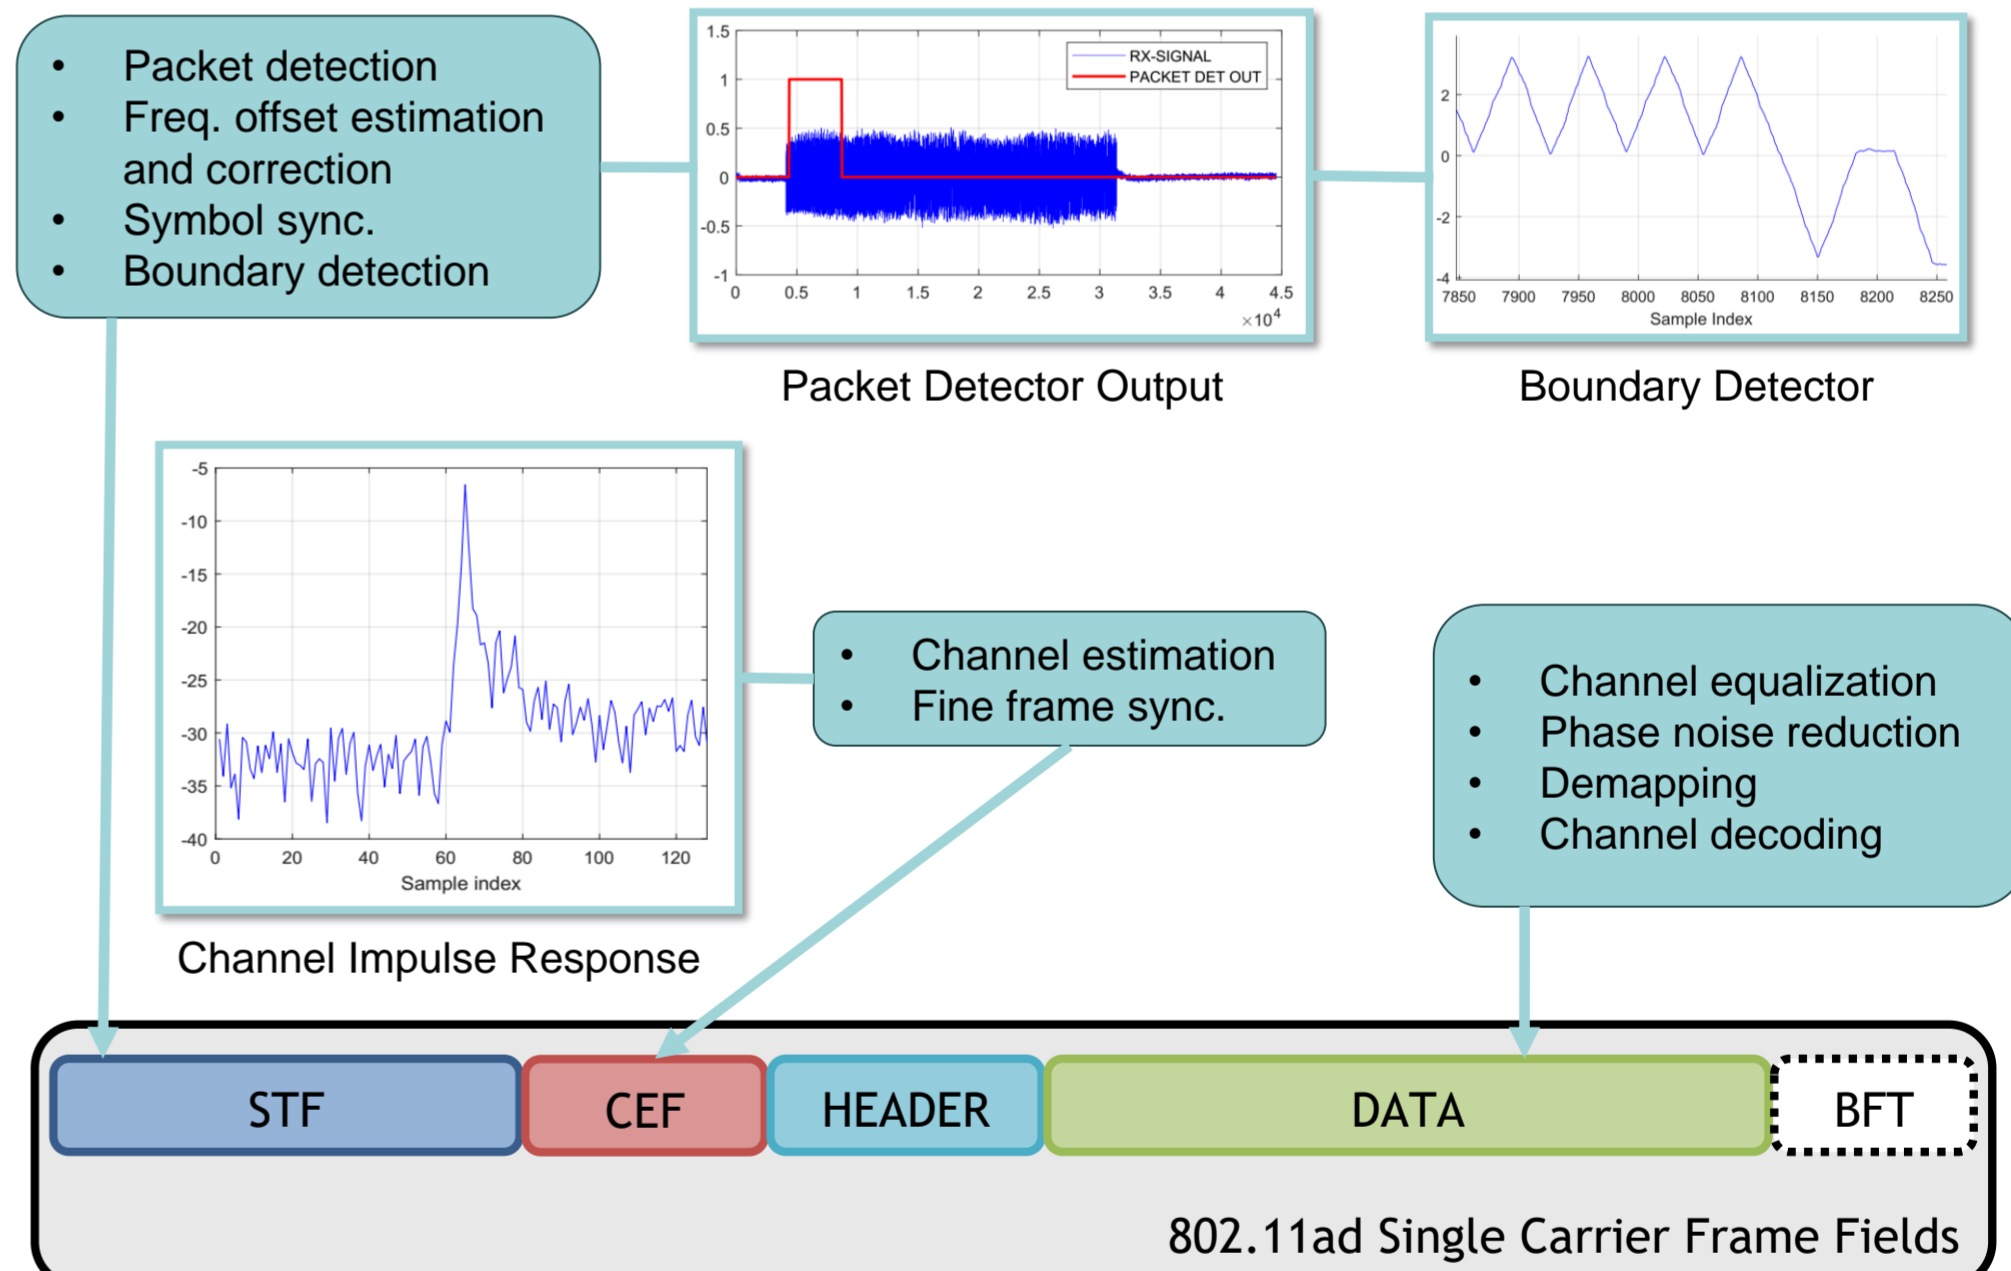 • Packet detection
• Freq. offset estimation
and correction
• Symbol sync.
• Boundary detection
1.5
1
0.5
0
-0.5
-1
RX-SIGNAL
PACKET DET OUT
0 0.5 1 1.5 2 2.5 3 3.5 4 4.5
×10^4
Packet Detector Output
2
0
-2
-4
7850 7900 7950 8000 8050 8100 8150 8200 8250
Sample Index
Boundary Detector
-5
-10
-15
-20
-25
-30
-35
-40
0 20 40 60 80 100 120
Sample index
Channel Impulse Response
• Channel estimation
• Fine frame sync.
• Channel equalization
• Phase noise reduction
• Demapping
• Channel decoding
STF CEF HEADER DATA BFT
802.11ad Single Carrier Frame Fields